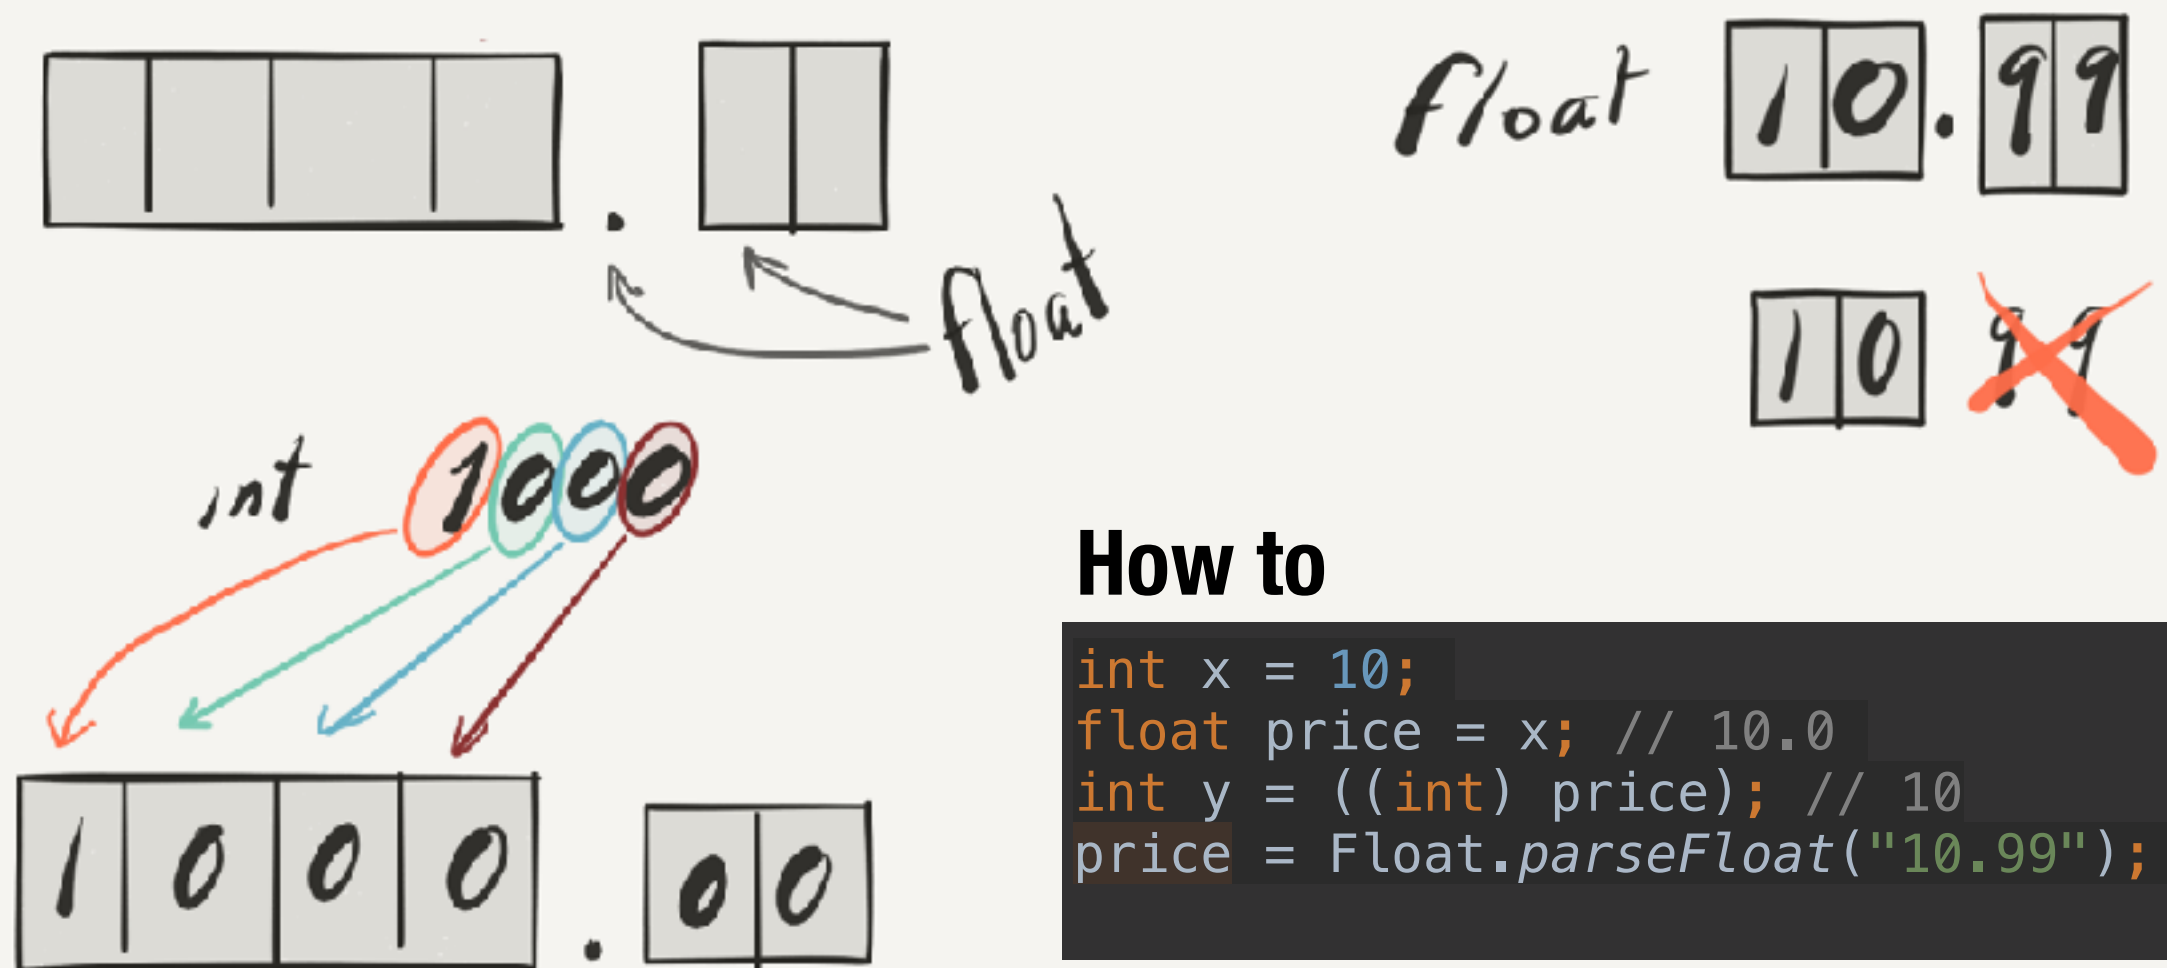 .
float
int 1000
1000.00
float 10.99
10 99
How to
int x = 10;
float price = x; // 10.0
int y = ((int) price); // 10
price = Float.parseFloat("10.99");